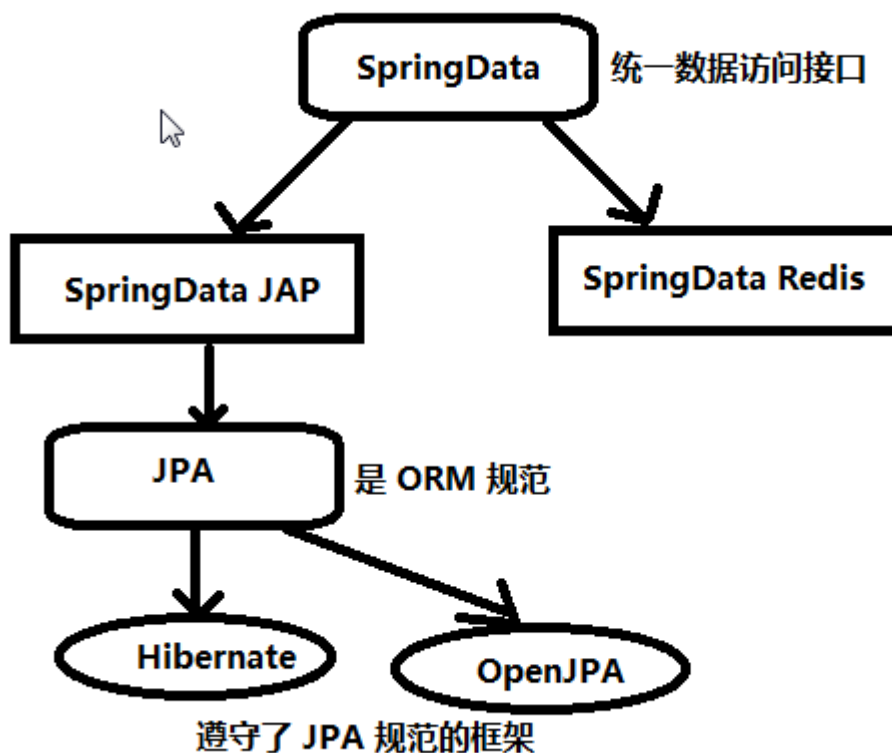 SpringData 统一数据访问接口
SpringData JAP
SpringData Redis
JPA
是 ORM 规范
Hibernate
OpenJPA
遵守了 JPA 规范的框架